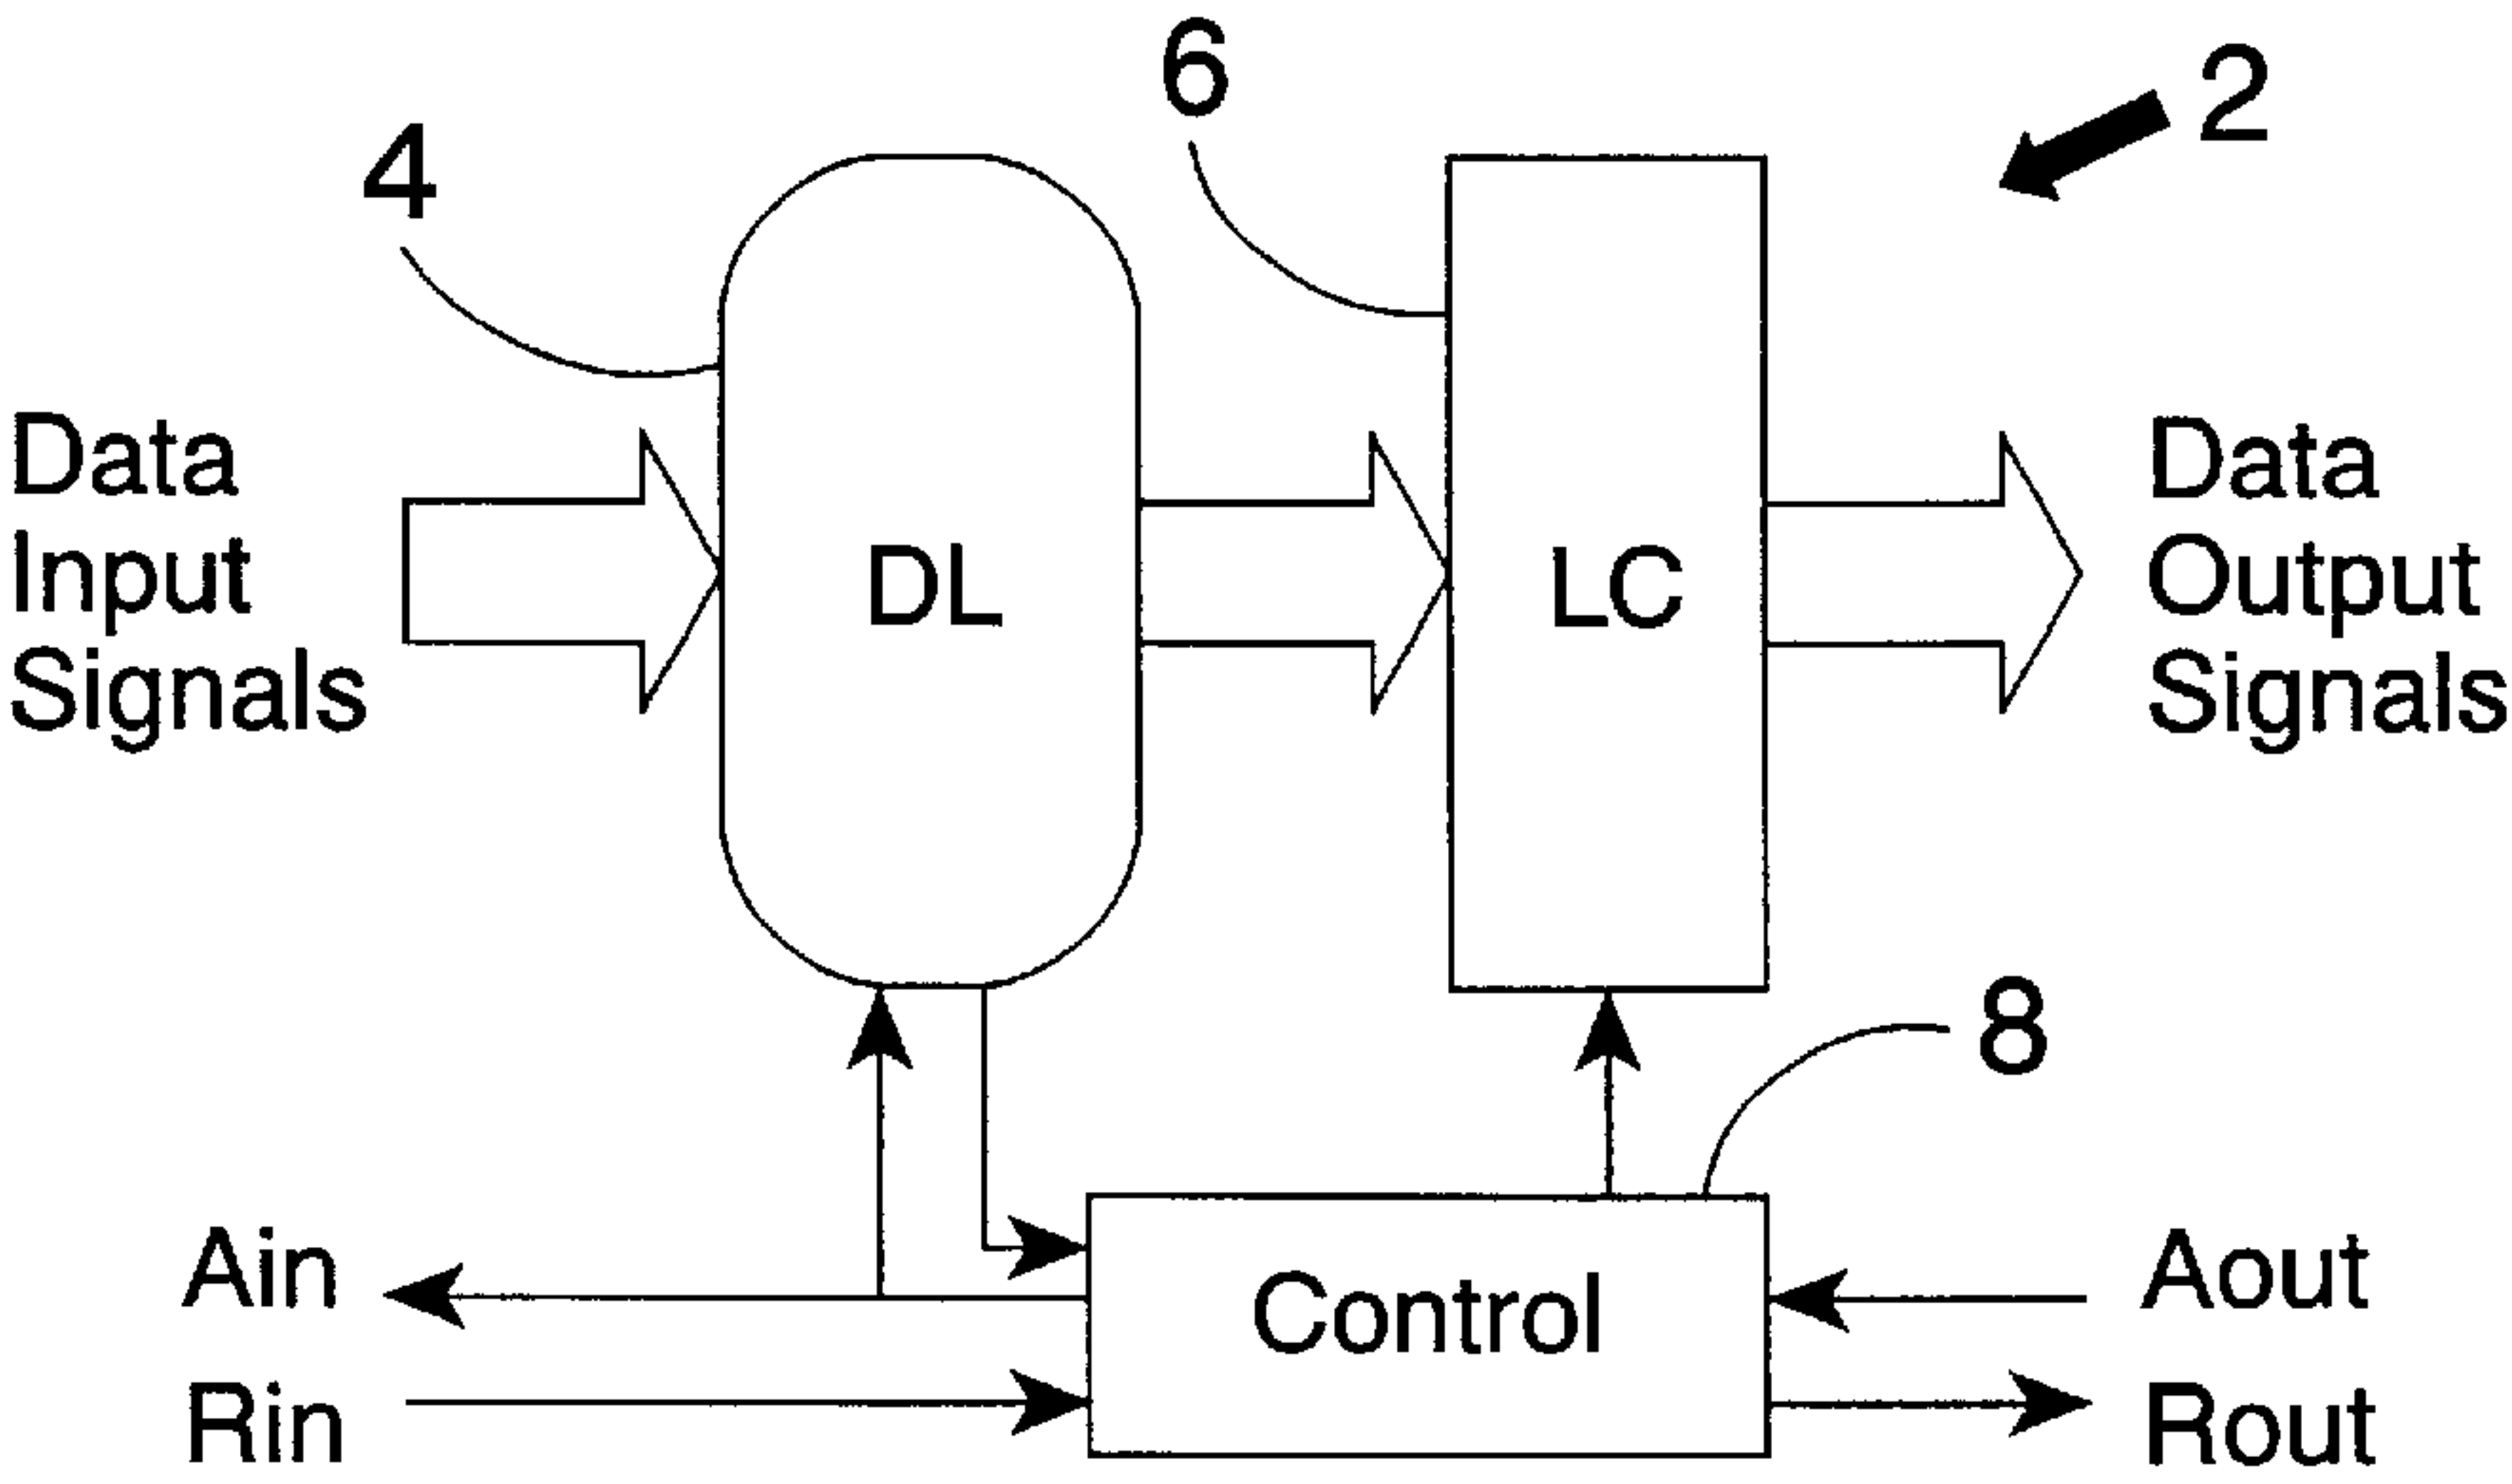 6
2
4
Data
Input
Signals
DL
LC
Data
Output
Signals
8
Ain
Rin
Control
Aout
Rout